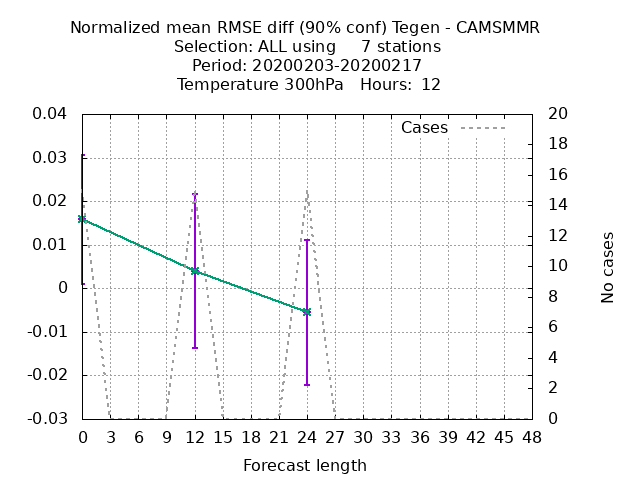 Normalized mean RMSE diff (90% conf) Tegen - CAMSMMR
Selection: ALL using     7 stations
Period: 20200203-20200217
Temperature 300hPa   Hours:  12
Cases
0.04
0.03
0.02
0.01
0
-0.01
-0.02
-0.03
20
18
16
14
12
10
8
6
4
2
0
No cases
0 3 6 9 12 15 18 21 24 27 30 33 36 39 42 45 48
Forecast length